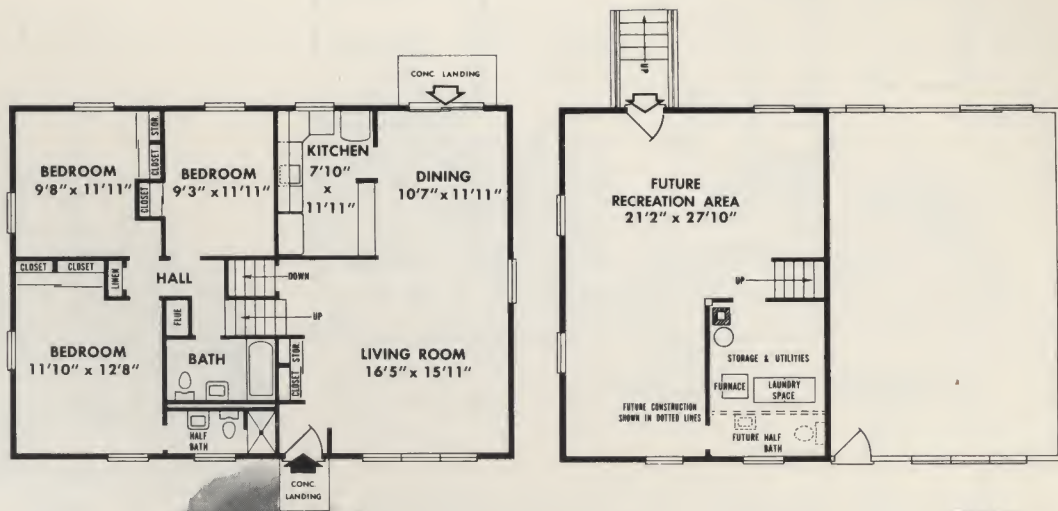 CONC. LANDING
BEDROOM
9'8" x 11'11"
STOR.
CLOSET
CLOSET
BEDROOM
9'3" x 11'11"
KITCHEN
7'10"
x
11'11"
DINING
10'7" x 11'11"
CLOSET
CLOSET
LINEN
HALL
DOWN
UP
FLUE
BEDROOM
11'10" x 12'8"
BATH
STOR.
CLOSET
LIVING ROOM
16'5" x 15'11"
HALF
BATH
CONC.
LANDING
UP
FUTURE
RECREATION AREA
21'2" x 27'10"
UP
STORAGE & UTILITIES
FURNACE
LAUNDRY
SPACE
FUTURE CONSTRUCTION
SHOWN IN DOTTED LINES
FUTURE HALF
BATH